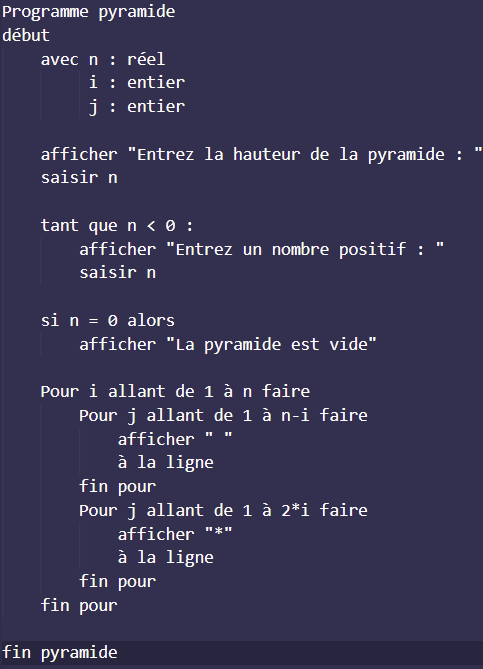 Programme pyramide
début
    avec n : réel
         i : entier
         j : entier

    afficher "Entrez la hauteur de la pyramide : "
    saisir n

    tant que n < 0 :
        afficher "Entrez un nombre positif : "
        saisir n

    si n = 0 alors
        afficher "La pyramide est vide"

    Pour i allant de 1 à n faire
        Pour j allant de 1 à n-i faire
            afficher " "
            à la ligne
        fin pour
        Pour j allant de 1 à 2*i faire
            afficher "*"
            à la ligne
        fin pour
    fin pour

fin pyramide